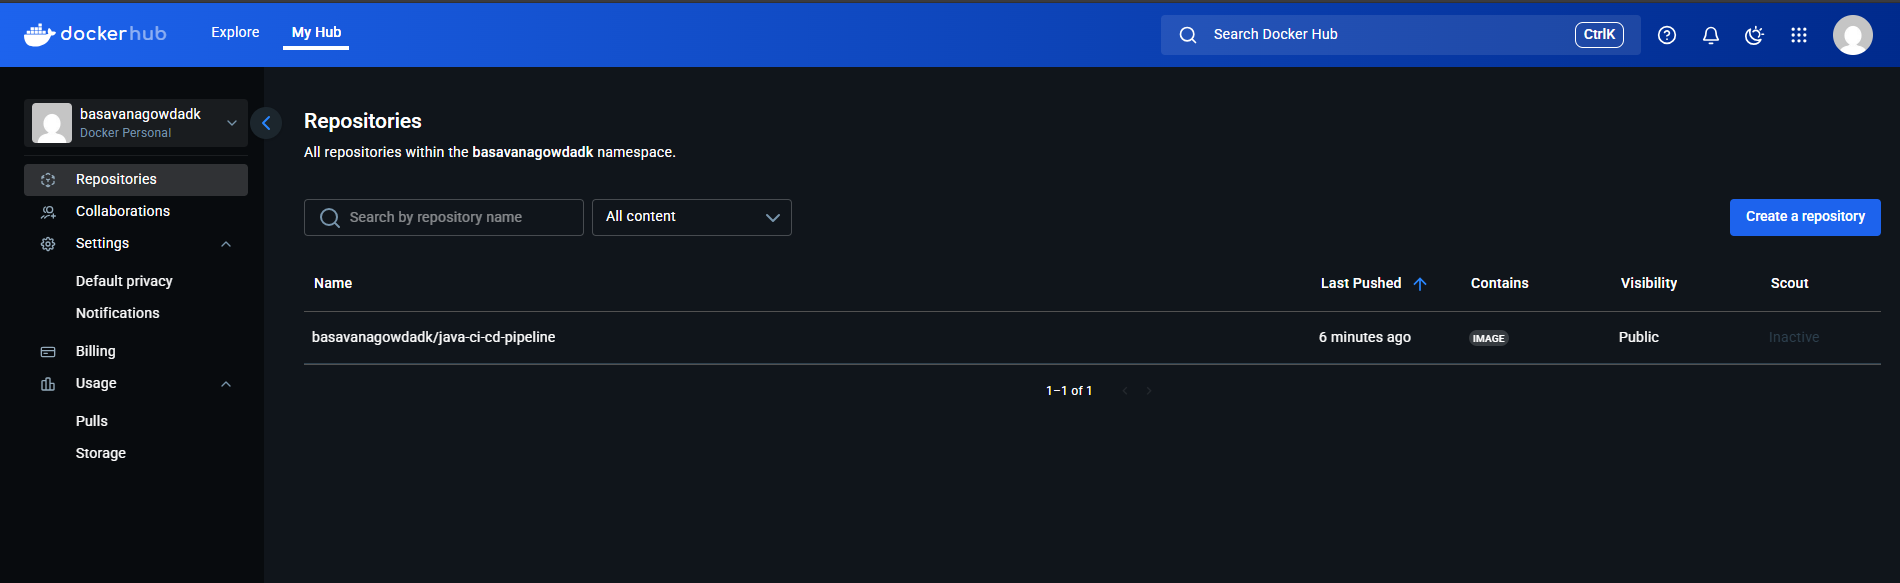 dockerhub
Explore
My Hub
Search Docker Hub
CtrlK
basavanagowdadk
Docker Personal
Repositories
Collaborations
Settings
Default privacy
Notifications
Billing
Usage
Pulls
Storage
Repositories
All repositories within the basavanagowdadk namespace.
Search by repository name
All content
Create a repository
Name Last Pushed Contains Visibility Scout
basavanagowdadk/java-ci-cd-pipeline 6 minutes ago IMAGE Public Inactive
1–1 of 1